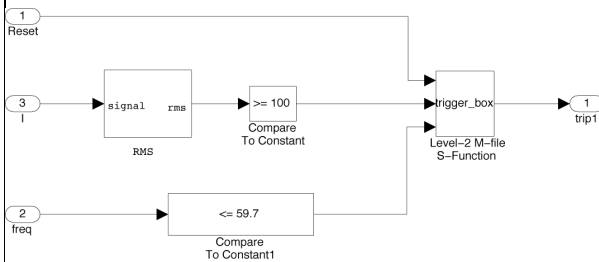 1
Reset
3
I
signal rms
RMS
>= 100
Compare
To Constant
trigger_box
Level−2 M−file
S−Function
1
trip1
2
freq
<= 59.7
Compare
To Constant1